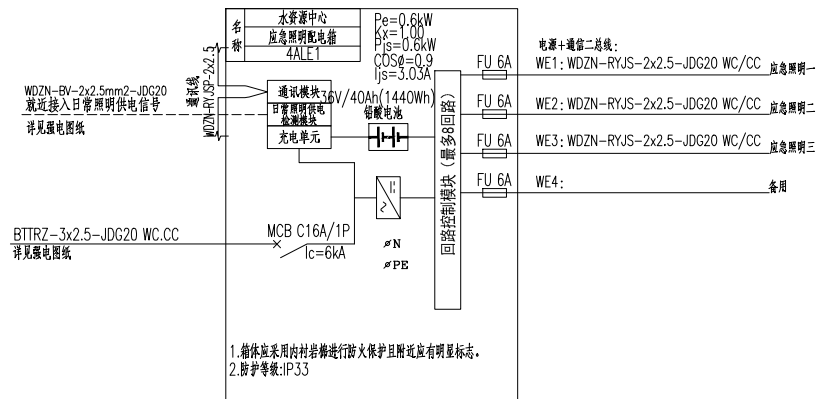 名称
水资源中心
应急照明配电箱
4ALE1
Pe=0.6kW
Kx=1.00
Pjs=0.6kW
COSø=0.9
Ijs=3.03A
通讯线
WDZN-RYJSP-2x2.5
WDZN-BV-2x2.5mm2-JDG20
就近接入日常照明供电信号
详见强电图纸
通讯模块
日常照明供电
检测模块
充电单元
36V/40Ah(1440Wh)
铅酸电池
回路控制模块(最多8回路)
电源+通信二总线:
FU 6A
WE1: WDZN-RYJS-2x2.5-JDG20 WC/CC
应急照明一
FU 6A
WE2: WDZN-RYJS-2x2.5-JDG20 WC/CC
应急照明二
FU 6A
WE3: WDZN-RYJS-2x2.5-JDG20 WC/CC
应急照明三
FU 6A
WE4:
备用
BTTRZ-3x2.5-JDG20 WC.CC
详见强电图纸
MCB C16A/1P
Ic=6kA
øN
øPE
1.箱体应采用内衬岩棉进行防火保护且附近应有明显标志。
2.防护等级:IP33